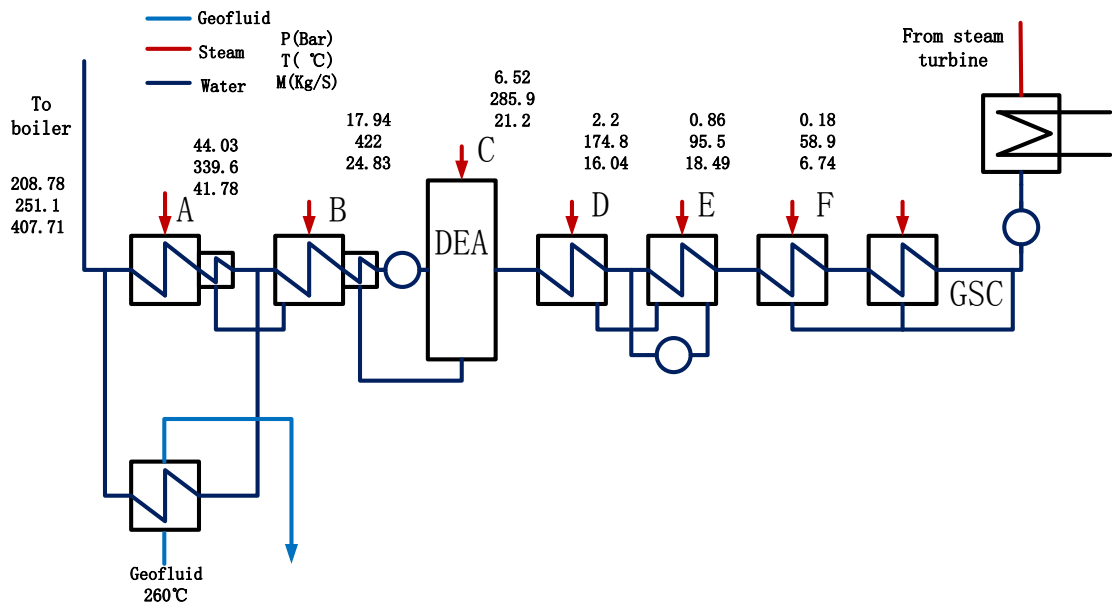 Geofluid
Steam
Water
P(Bar)
T( ℃)
M(Kg/S)
From steam
turbine
To
boiler
208.78
251.1
407.71
44.03
339.6
41.78
17.94
422
24.83
6.52
285.9
21.2
2.2
174.8
16.04
0.86
95.5
18.49
0.18
58.9
6.74
A
B
C
D
E
F
DEA
GSC
Geofluid
260℃